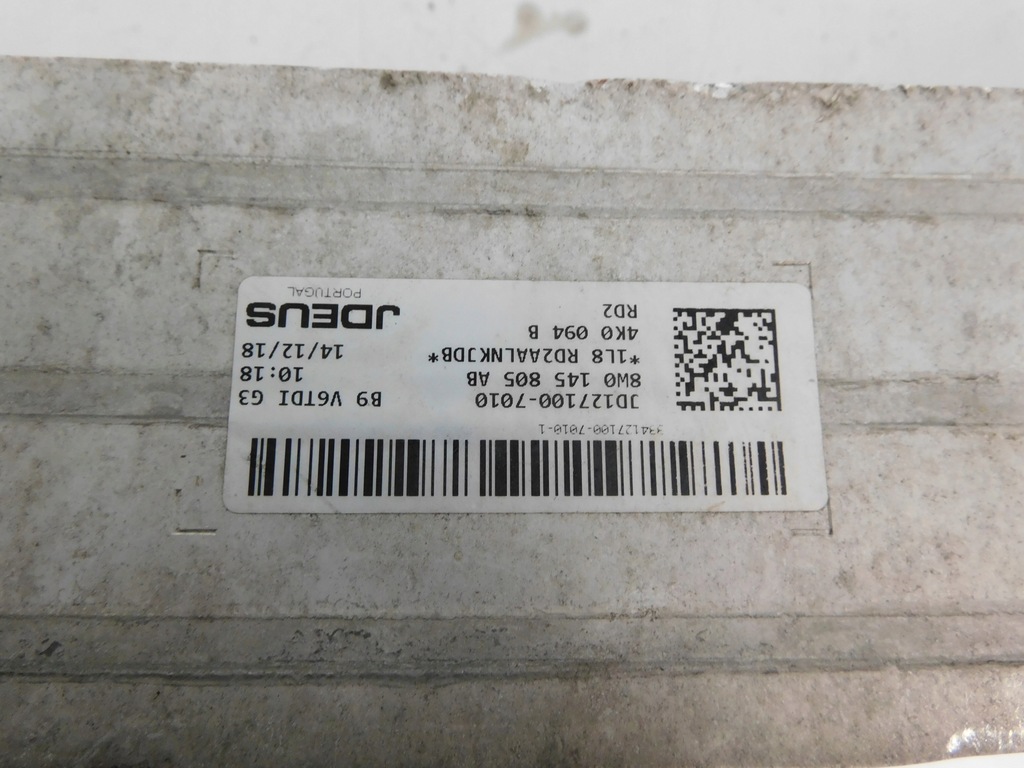 334127100-7010-1
JD127100-7010
8W0 145 805 AB
*1L8 RD2AALNKJDB*
4K0 094 B
RD2
B9 V6TDI G3
10:18
14/12/18
JDEUS
PORTUGAL